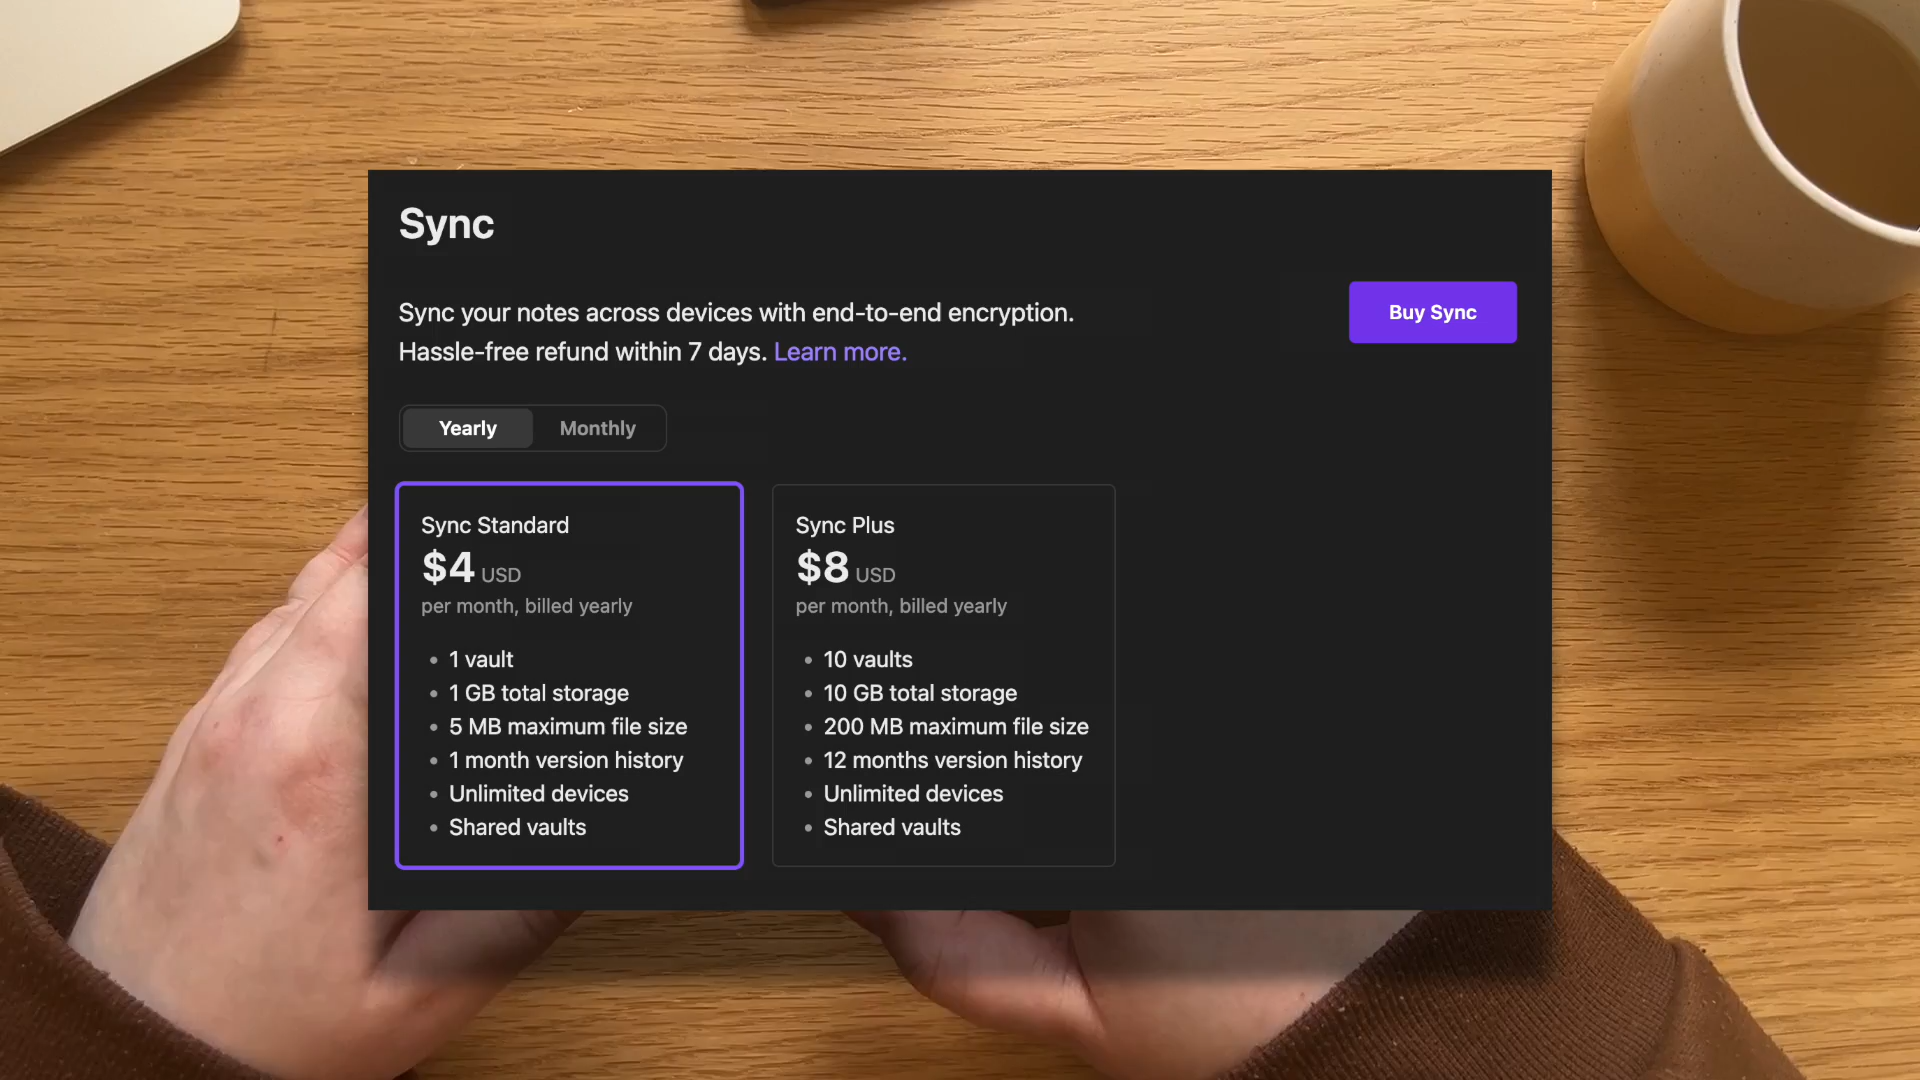 Sync
Sync your notes across devices with end-to-end encryption.
Hassle-free refund within 7 days. Learn more.
Buy Sync
Yearly
Monthly
Sync Standard
$4 USD
per month, billed yearly
• 1 vault
• 1 GB total storage
• 5 MB maximum file size
• 1 month version history
• Unlimited devices
• Shared vaults
Sync Plus
$8 USD
per month, billed yearly
• 10 vaults
• 10 GB total storage
• 200 MB maximum file size
• 12 months version history
• Unlimited devices
• Shared vaults